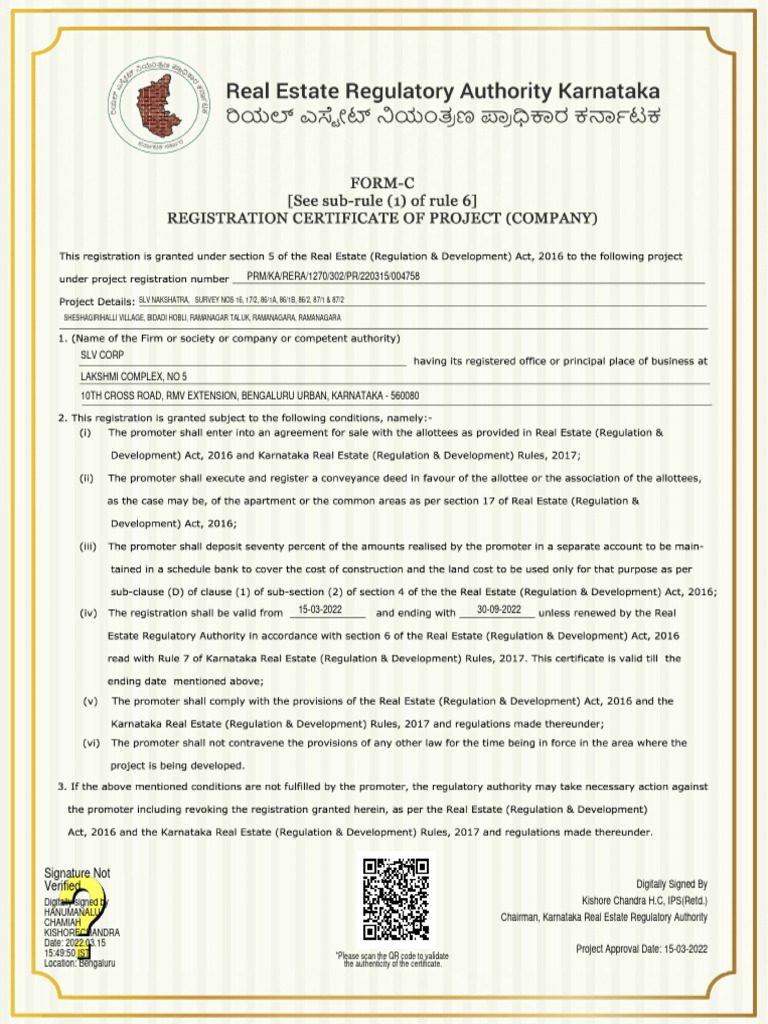 ರಿಯಲ್ ಎಸ್ಟೇಟ್ ನಿಯಂತ್ರಣ ಪ್ರಾಧಿಕಾರ ಕರ್ನಾಟಕ
ಕರ್ನಾಟಕ ಸರ್ಕಾರ
Real Estate Regulatory Authority Karnataka
ರಿಯಲ್ ಎಸ್ಟೇಟ್ ನಿಯಂತ್ರಣ ಪ್ರಾಧಿಕಾರ ಕರ್ನಾಟಕ
FORM-C
[See sub-rule (1) of rule 6]
REGISTRATION CERTIFICATE OF PROJECT (COMPANY)
This registration is granted under section 5 of the Real Estate (Regulation & Development) Act, 2016 to the following project
under project registration number PRM/KA/RERA/1270/302/PR/220315/004758
Project Details: SLV NAKSHATRA, SURVEY NOS 16, 17/2, 86/1A, 86/1B, 86/2, 87/1 & 87/2
SHESHAGIRIHALLI VILLAGE, BIDADI HOBLI, RAMANAGAR TALUK, RAMANAGARA, RAMANAGARA
1. (Name of the Firm or society or company or competent authority)
SLV CORP having its registered office or principal place of business at
LAKSHMI COMPLEX, NO 5
10TH CROSS ROAD, RMV EXTENSION, BENGALURU URBAN, KARNATAKA - 560080
2. This registration is granted subject to the following conditions, namely:-
(i) The promoter shall enter into an agreement for sale with the allottees as provided in Real Estate (Regulation &
Development) Act, 2016 and Karnataka Real Estate (Regulation & Development) Rules, 2017;
(ii) The promoter shall execute and register a conveyance deed in favour of the allottee or the association of the allottees,
as the case may be, of the apartment or the common areas as per section 17 of Real Estate (Regulation &
Development) Act, 2016;
(iii) The promoter shall deposit seventy percent of the amounts realised by the promoter in a separate account to be main-
tained in a schedule bank to cover the cost of construction and the land cost to be used only for that purpose as per
sub-clause (D) of clause (1) of sub-section (2) of section 4 of the the Real Estate (Regulation & Development) Act, 2016;
(iv) The registration shall be valid from 15-03-2022 and ending with 30-09-2022 unless renewed by the Real
Estate Regulatory Authority in accordance with section 6 of the Real Estate (Regulation & Development) Act, 2016
read with Rule 7 of Karnataka Real Estate (Regulation & Development) Rules, 2017. This certificate is valid till the
ending date mentioned above;
(v) The promoter shall comply with the provisions of the Real Estate (Regulation & Development) Act, 2016 and the
Karnataka Real Estate (Regulation & Development) Rules, 2017 and regulations made thereunder;
(vi) The promoter shall not contravene the provisions of any other law for the time being in force in the area where the
project is being developed.
3. If the above mentioned conditions are not fulfilled by the promoter, the regulatory authority may take necessary action against
the promoter including revoking the registration granted herein, as per the Real Estate (Regulation & Development)
Act, 2016 and the Karnataka Real Estate (Regulation & Development) Rules, 2017 and regulations made thereunder.
Signature Not
Verified
Digitally signed by
HANUMANALU
CHAMIAH
KISHORECHANDRA
Date: 2022.03.15
15:49:50 IST
Location: Bengaluru
*Please scan the QR code to validate
the authenticity of the certificate.
Digitally Signed By
Kishore Chandra H.C, IPS(Retd.)
Chairman, Karnataka Real Estate Regulatory Authority
Project Approval Date: 15-03-2022